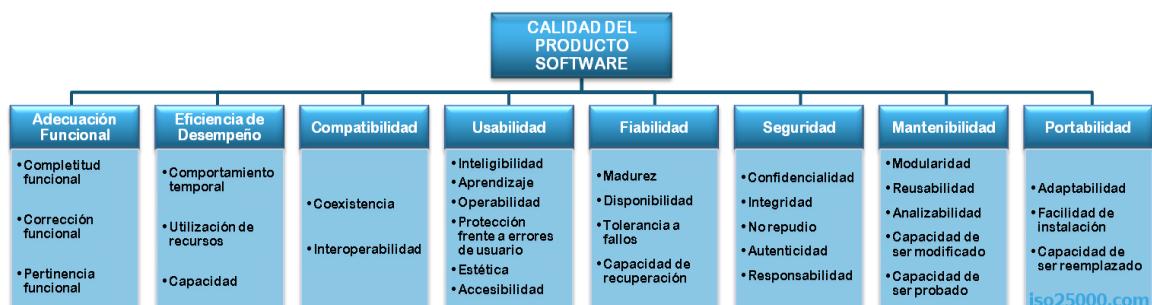 CALIDAD DEL
PRODUCTO
SOFTWARE
Adecuación
Funcional
• Completitud
funcional
• Corrección
funcional
• Pertinencia
funcional
Eficiencia de
Desempeño
• Comportamiento
temporal
• Utilización de
recursos
• Capacidad
Compatibilidad
• Coexistencia
• Interoperabilidad
Usabilidad
• Inteligibilidad
• Aprendizaje
• Operabilidad
• Protección
frente a errores
de usuario
• Estética
• Accesibilidad
Fiabilidad
• Madurez
• Disponibilidad
• Tolerancia a
fallos
• Capacidad de
recuperación
Seguridad
• Confidencialidad
• Integridad
• No repudio
• Autenticidad
• Responsabilidad
Mantenibilidad
• Modularidad
• Reusabilidad
• Analizabilidad
• Capacidad de
ser modificado
• Capacidad de
ser probado
Portabilidad
• Adaptabilidad
• Facilidad de
instalación
• Capacidad de
ser reemplazado
iso25000.com